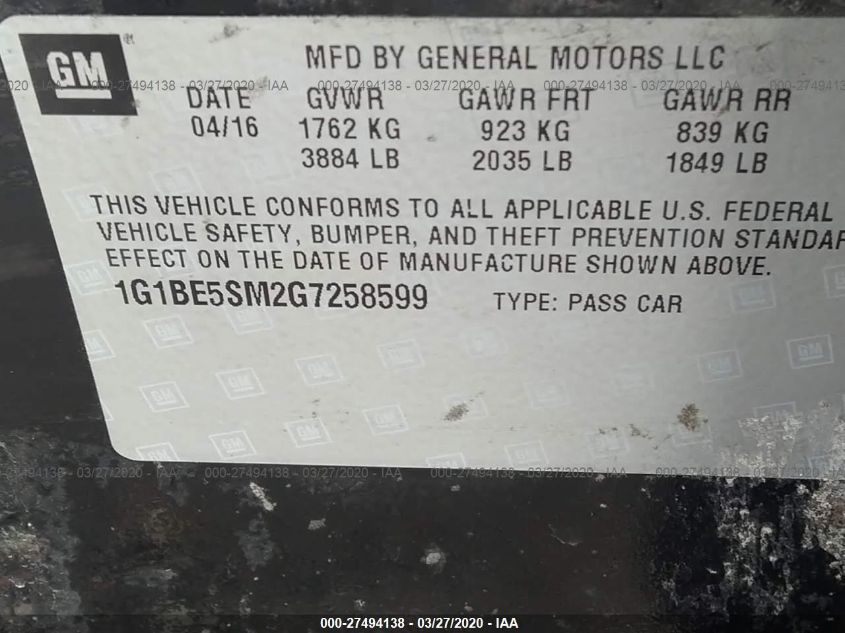 GM
MFD BY GENERAL MOTORS LLC
DATE GVWR GAWR FRT GAWR RR
04/16 1762 KG 923 KG 839 KG
3884 LB 2035 LB 1849 LB
THIS VEHICLE CONFORMS TO ALL APPLICABLE U.S. FEDERAL
VEHICLE SAFETY, BUMPER, AND THEFT PREVENTION STANDAR
EFFECT ON THE DATE OF MANUFACTURE SHOWN ABOVE.
1G1BE5SM2G7258599 TYPE: PASS CAR
000-27494138 - 03/27/2020 - IAA